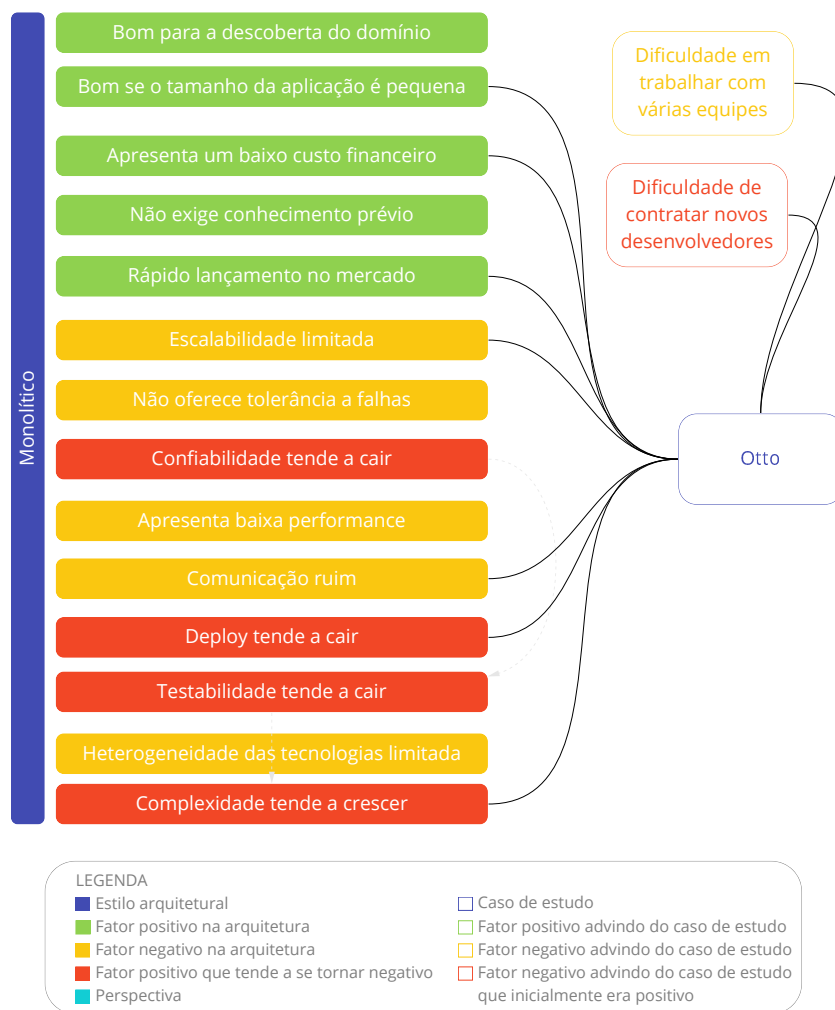 Monolítico
Bom para a descoberta do domínio
Bom se o tamanho da aplicação é pequena
Apresenta um baixo custo financeiro
Não exige conhecimento prévio
Rápido lançamento no mercado
Escalabilidade limitada
Não oferece tolerância a falhas
Confiabilidade tende a cair
Apresenta baixa performance
Comunicação ruim
Deploy tende a cair
Testabilidade tende a cair
Heterogeneidade das tecnologias limitada
Complexidade tende a crescer
Dificuldade em
trabalhar com
várias equipes
Dificuldade de
contratar novos
desenvolvedores
Otto
LEGENDA
Estilo arquitetural
Fator positivo na arquitetura
Fator negativo na arquitetura
Fator positivo que tende a se tornar negativo
Perspectiva
Caso de estudo
Fator positivo advindo do caso de estudo
Fator negativo advindo do caso de estudo
Fator negativo advindo do caso de estudo
que inicialmente era positivo